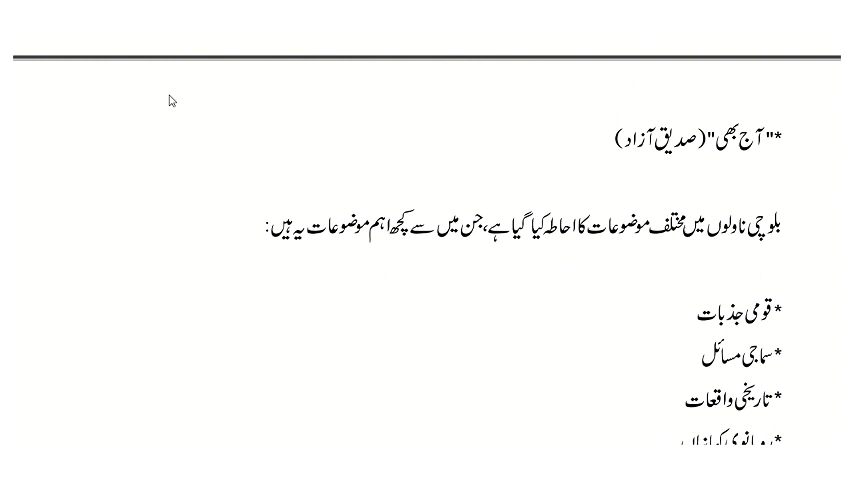 *"آج بھی"(صدیق آزاد)
بلوچی ناولوں میں مختلف موضوعات کا احاطہ کیا گیا ہے، جن میں سے کچھ اہم موضوعات یہ ہیں:
* قومی جذبات
* سماجی مسائل
* تاریخی واقعات